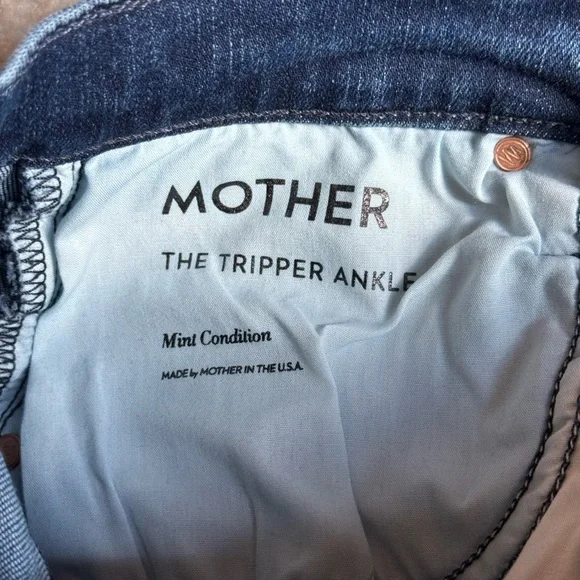 MOTHER
THE TRIPPER ANKLE
Mint Condition
MADE by MOTHER IN THE U.S.A.